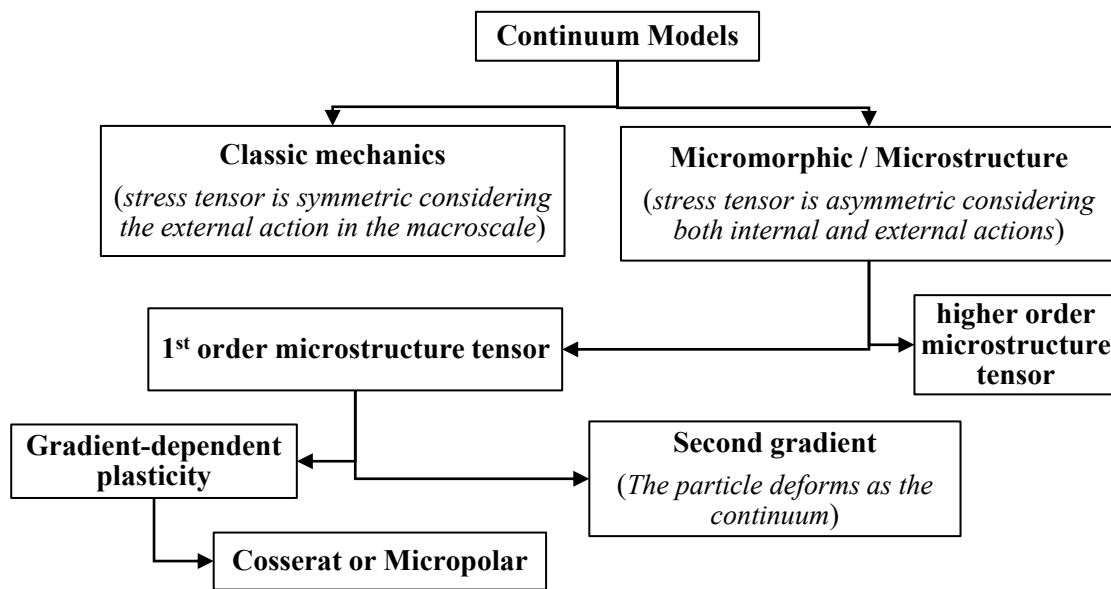 Continuum Models
Classic mechanics
(stress tensor is symmetric considering
the external action in the macroscale)
Micromorphic / Microstructure
(stress tensor is asymmetric considering
both internal and external actions)
1st order microstructure tensor
higher order
microstructure
tensor
Gradient-dependent
plasticity
Second gradient
(The particle deforms as the
continuum)
Cosserat or Micropolar